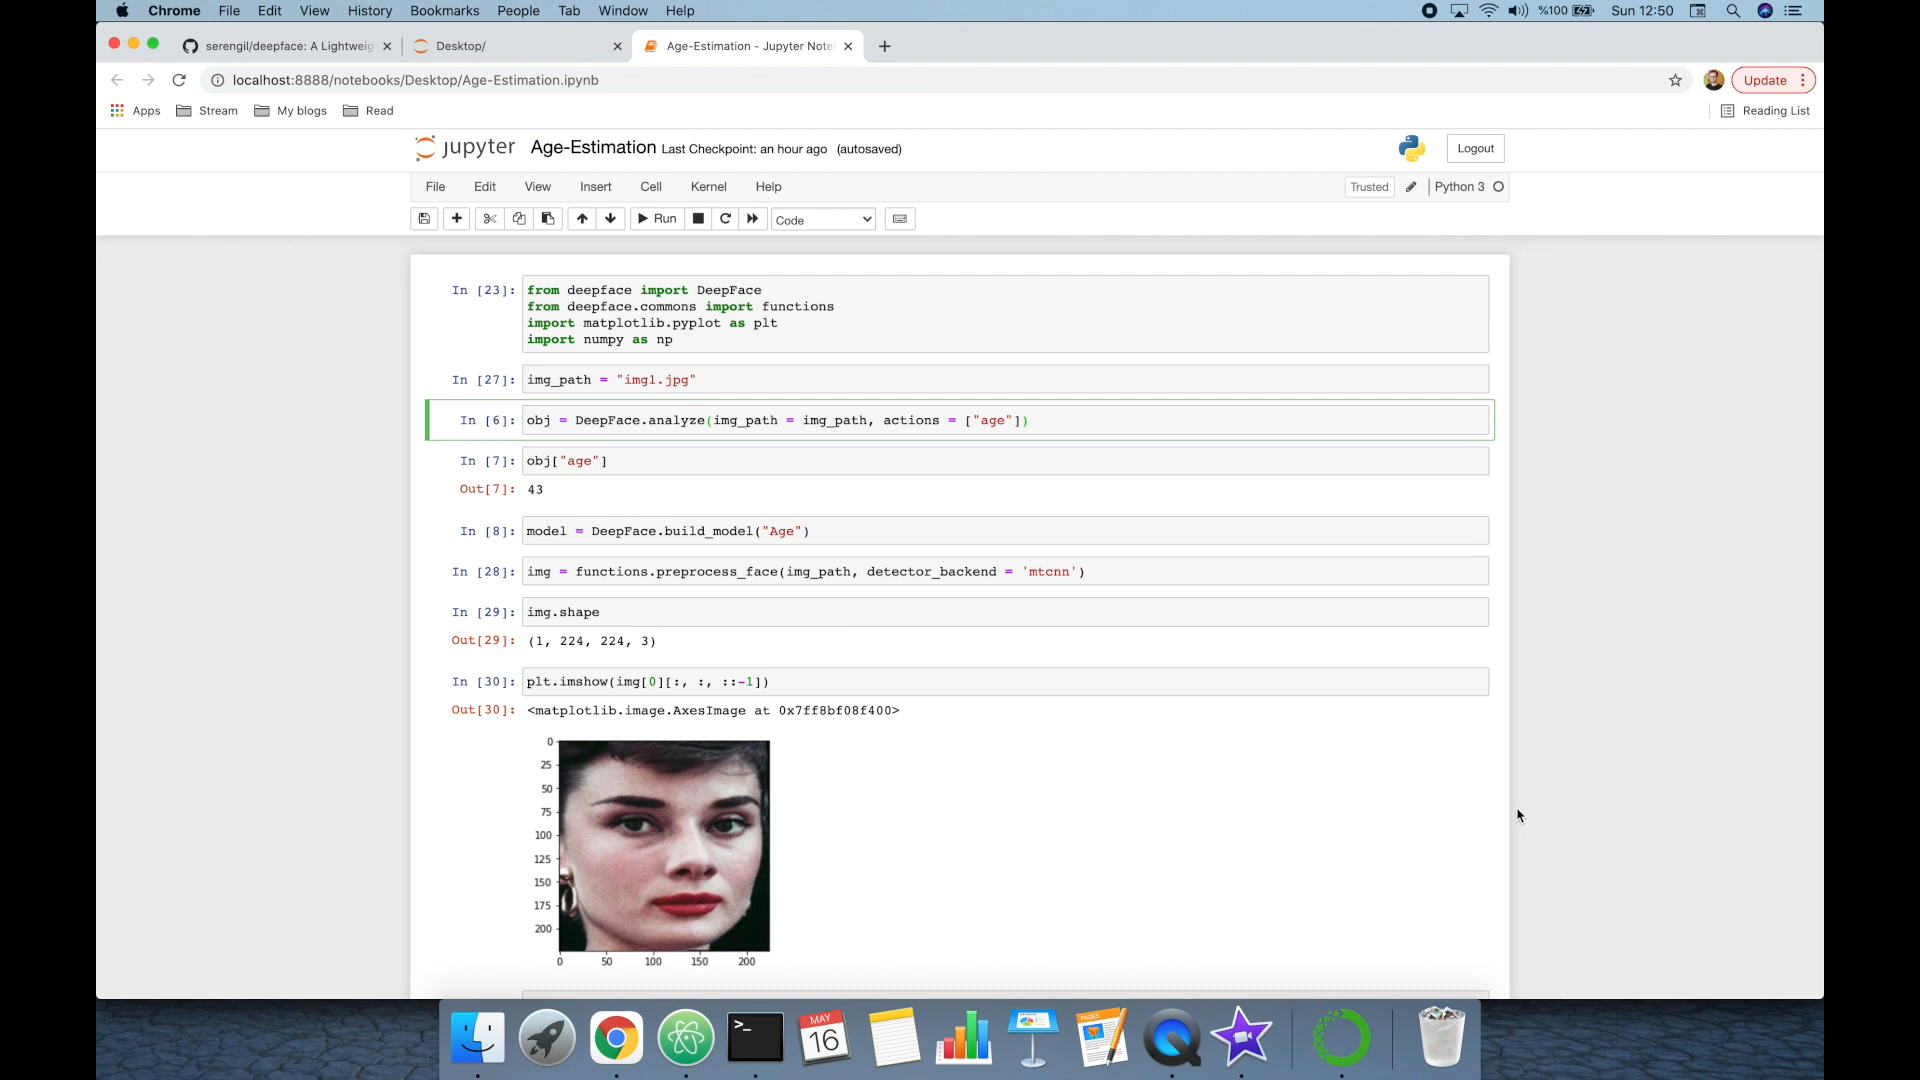 Chrome File Edit View History Bookmarks People Tab Window Help %100 Sun 12:50
serengil/deepface: A Lightweig Desktop/ Age-Estimation - Jupyter Note
localhost:8888/notebooks/Desktop/Age-Estimation.ipynb Update
Apps Stream My blogs Read Reading List
jupyter Age-Estimation Last Checkpoint: an hour ago (autosaved) Logout
File Edit View Insert Cell Kernel Help Trusted Python 3
Run Code
In [23]: from deepface import DeepFace
from deepface.commons import functions
import matplotlib.pyplot as plt
import numpy as np
In [27]: img_path = "img1.jpg"
In [6]: obj = DeepFace.analyze(img_path = img_path, actions = ["age"])
In [7]: obj["age"]
Out[7]: 43
In [8]: model = DeepFace.build_model("Age")
In [28]: img = functions.preprocess_face(img_path, detector_backend = 'mtcnn')
In [29]: img.shape
Out[29]: (1, 224, 224, 3)
In [30]: plt.imshow(img[0][:, :, ::-1])
Out[30]: <matplotlib.image.AxesImage at 0x7ff8bf08f400>
0
25
50
75
100
125
150
175
200
0 50 100 150 200
>_
MAY
16
PAGES